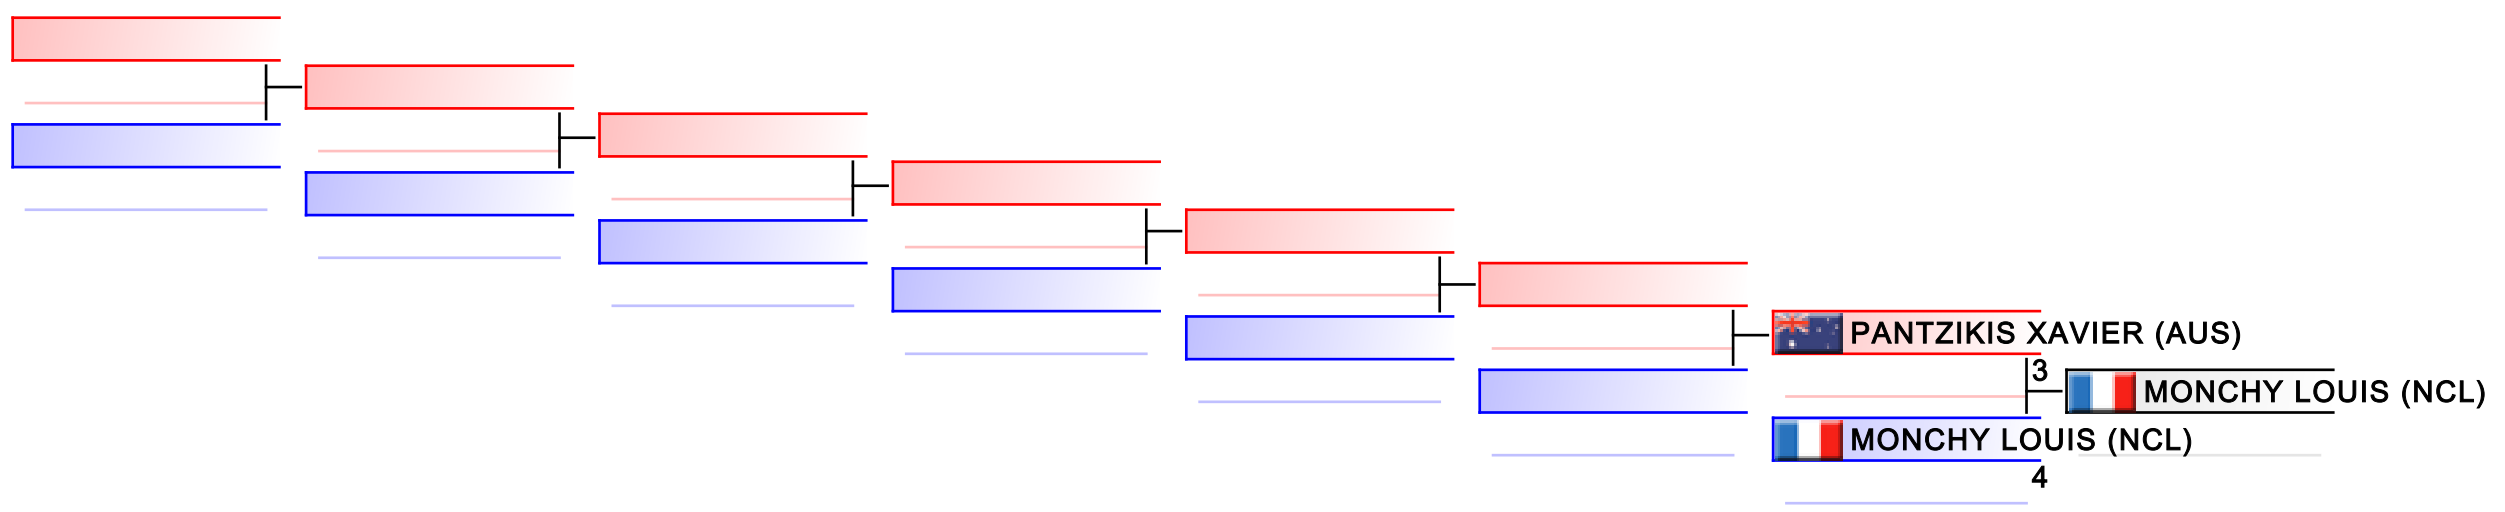 PANTZIKIS XAVIER (AUS)
3
MONCHY LOUIS (NCL)
MONCHY LOUIS (NCL)
4